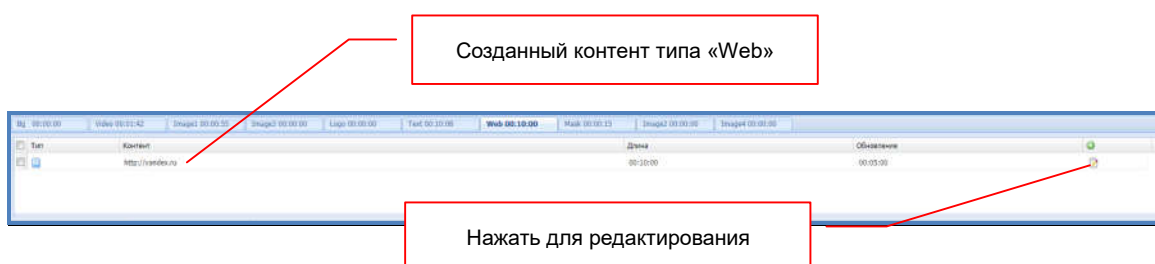 Созданный контент типа «Web»
Bg 00:00:00 Video 00:01:42 Image1 00:00:55 Image3 00:00:00 Logo 00:00:00 Text 00:10:06 Web 00:10:00 Mask 00:00:15 Image2 00:00:00 Image4 00:00:00
Тип Контент Длина Обновление
http://yandex.ru 00:10:00 00:05:00
Нажать для редактирования